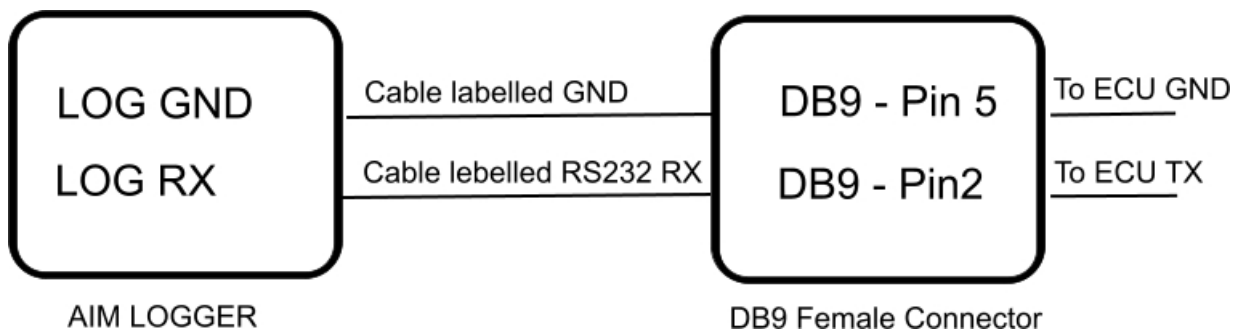 LOG GND
LOG RX
AIM LOGGER
Cable labelled GND
Cable lebelled RS232 RX
DB9 - Pin 5
DB9 - Pin2
DB9 Female Connector
To ECU GND
To ECU TX